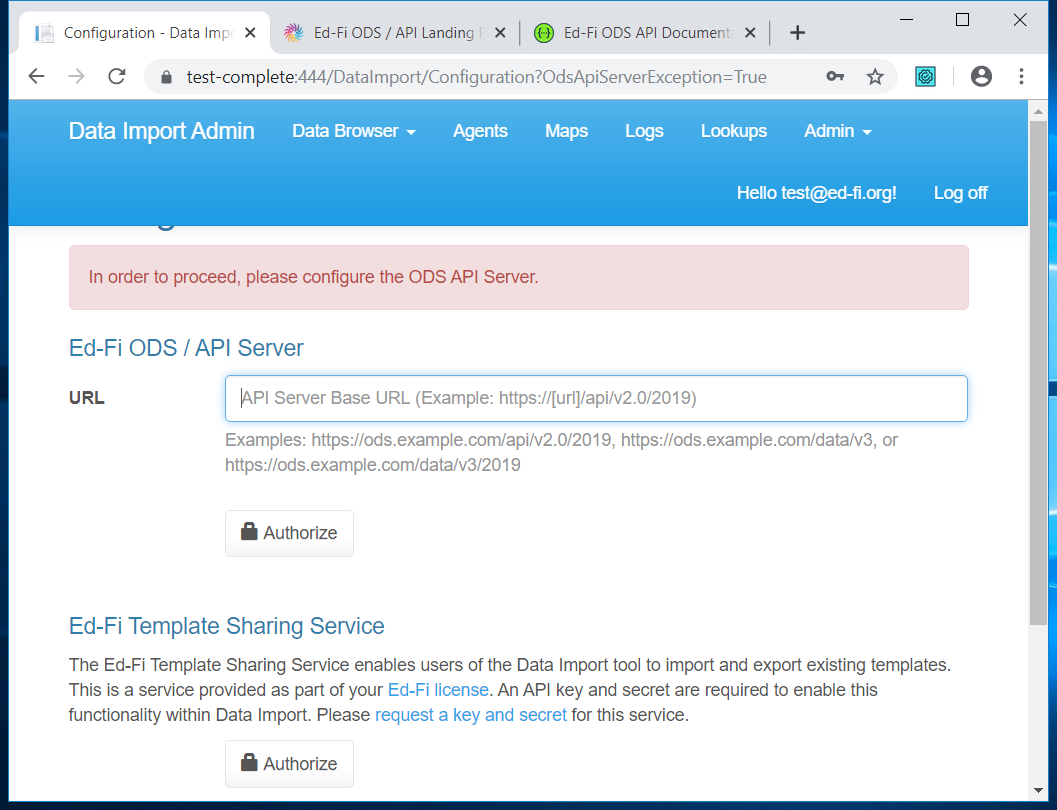 Configuration - Data Imp
Ed-Fi ODS / API Landing
Ed-Fi ODS API Document
test-complete:444/DataImport/Configuration?OdsApiServerException=True
Data Import Admin
Data Browser
Agents
Maps
Logs
Lookups
Admin
Hello test@ed-fi.org!
Log off
In order to proceed, please configure the ODS API Server.
Ed-Fi ODS / API Server
URL
API Server Base URL (Example: https://[url]/api/v2.0/2019)
Examples: https://ods.example.com/api/v2.0/2019, https://ods.example.com/data/v3, or
https://ods.example.com/data/v3/2019
Authorize
Ed-Fi Template Sharing Service
The Ed-Fi Template Sharing Service enables users of the Data Import tool to import and export existing templates.
This is a service provided as part of your Ed-Fi license. An API key and secret are required to enable this
functionality within Data Import. Please request a key and secret for this service.
Authorize